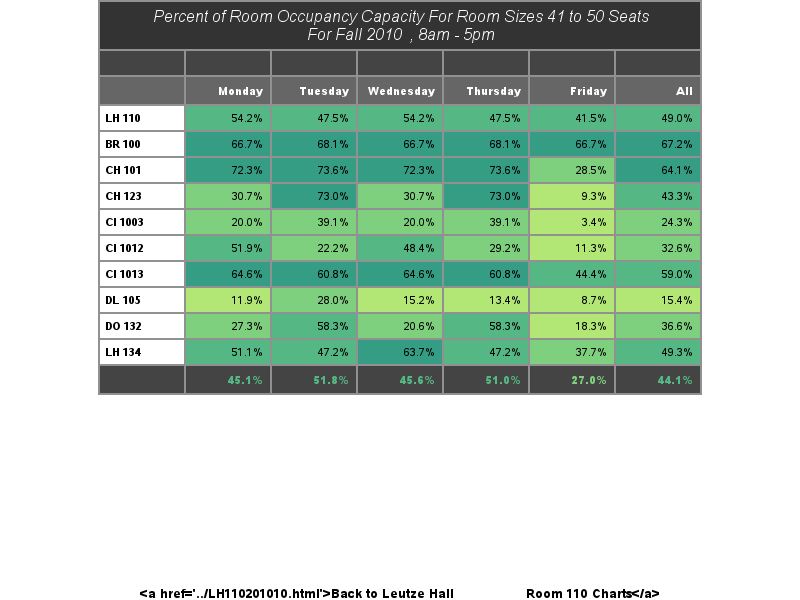 Percent of Room Occupancy Capacity For Room Sizes 41 to 50 Seats
For Fall 2010 , 8am - 5pm
Monday Tuesday Wednesday Thursday Friday All
LH 110 54.2% 47.5% 54.2% 47.5% 41.5% 49.0%
BR 100 66.7% 68.1% 66.7% 68.1% 66.7% 67.2%
CH 101 72.3% 73.6% 72.3% 73.6% 28.5% 64.1%
CH 123 30.7% 73.0% 30.7% 73.0% 9.3% 43.3%
CI 1003 20.0% 39.1% 20.0% 39.1% 3.4% 24.3%
CI 1012 51.9% 22.2% 48.4% 29.2% 11.3% 32.6%
CI 1013 64.6% 60.8% 64.6% 60.8% 44.4% 59.0%
DL 105 11.9% 28.0% 15.2% 13.4% 8.7% 15.4%
DO 132 27.3% 58.3% 20.6% 58.3% 18.3% 36.6%
LH 134 51.1% 47.2% 63.7% 47.2% 37.7% 49.3%
45.1% 51.8% 45.6% 51.0% 27.0% 44.1%
<a href='../LH110201010.html'>Back to Leutze Hall Room 110 Charts</a>